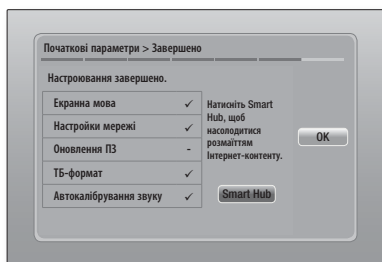 Початкові параметри > Завершено
Настроювання завершено.
Екранна мова ✓
Настройки мережі ✓
Оновлення ПЗ -
ТБ-формат ✓
Автокалібрування звуку ✓
Натисніть Smart
Hub, щоб
насолодитися
розмаїттям
Інтернет-контенту.
Smart Hub
OK